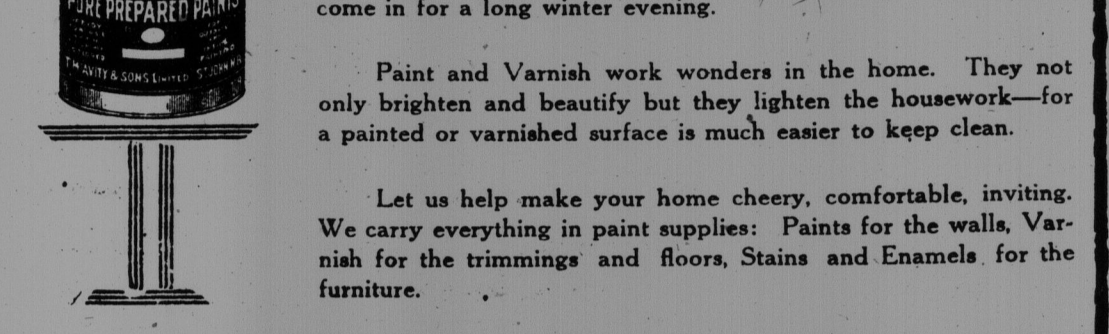 PURE PREPARED PAINTS
T. McAVITY & SONS LIMITED ST. JOHN, N.B.
come in for a long winter evening.
Paint and Varnish work wonders in the home. They not
only brighten and beautify but they lighten the housework—for
a painted or varnished surface is much easier to keep clean.
Let us help make your home cheery, comfortable, inviting.
We carry everything in paint supplies: Paints for the walls, Var-
nish for the trimmings and floors, Stains and Enamels for the
furniture.